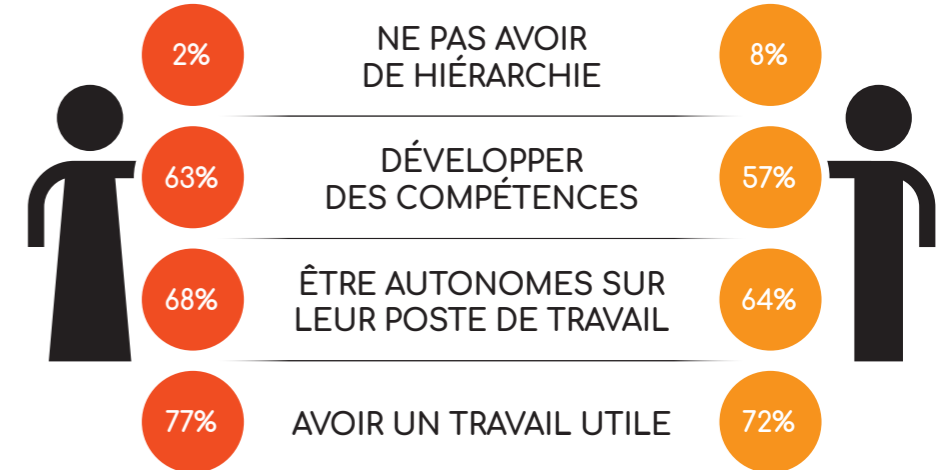 2%
NE PAS AVOIR
DE HIÉRARCHIE
8%
63%
DÉVELOPPER
DES COMPÉTENCES
57%
68%
ÊTRE AUTONOMES SUR
LEUR POSTE DE TRAVAIL
64%
77%
AVOIR UN TRAVAIL UTILE
72%